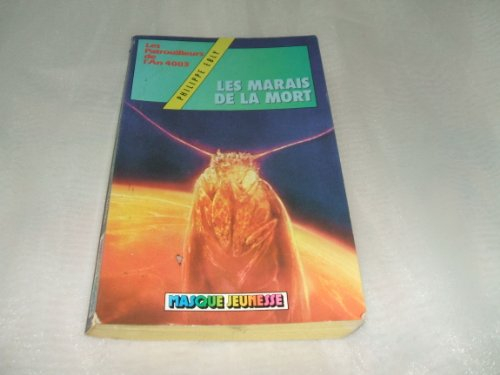 Les
Patrouilleurs
de
l'An 4003
PHILIPPE EBLY
LES MARAIS
DE LA MORT
MASQUE JEUNESSE